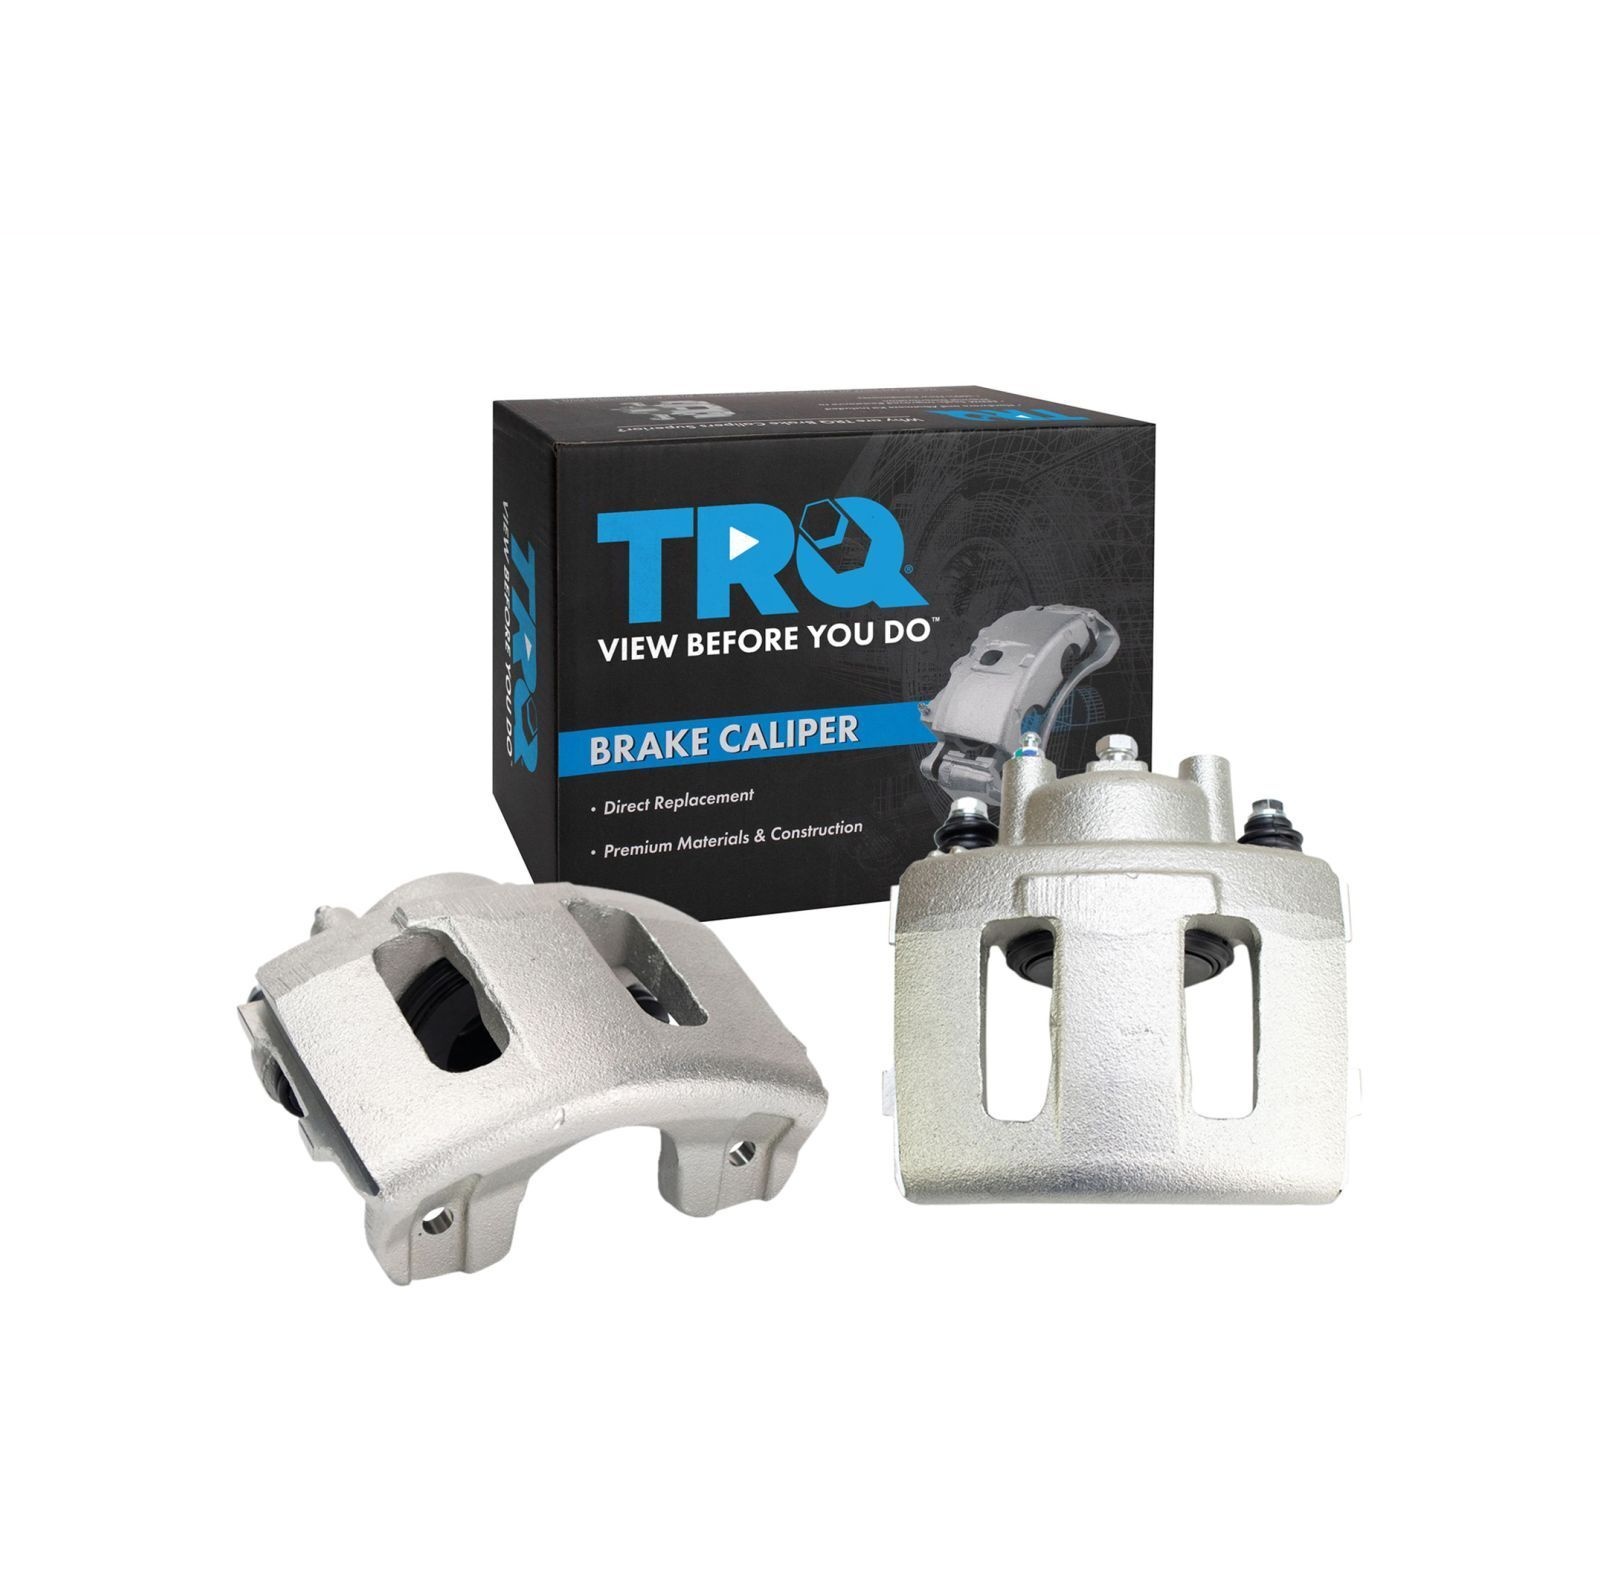 TRQ
Why are TRQ Brake Calipers Superior?
TRQ®
VIEW BEFORE YOU DO™
BRAKE CALIPER
• Direct Replacement
• Premium Materials & Construction
TRQ
VIEW BEFORE YOU DO